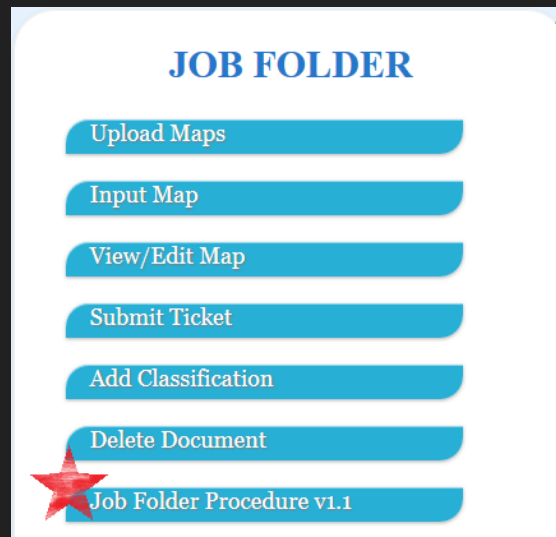 JOB FOLDER
Upload Maps
Input Map
View/Edit Map
Submit Ticket
Add Classification
Delete Document
Job Folder Procedure v1.1